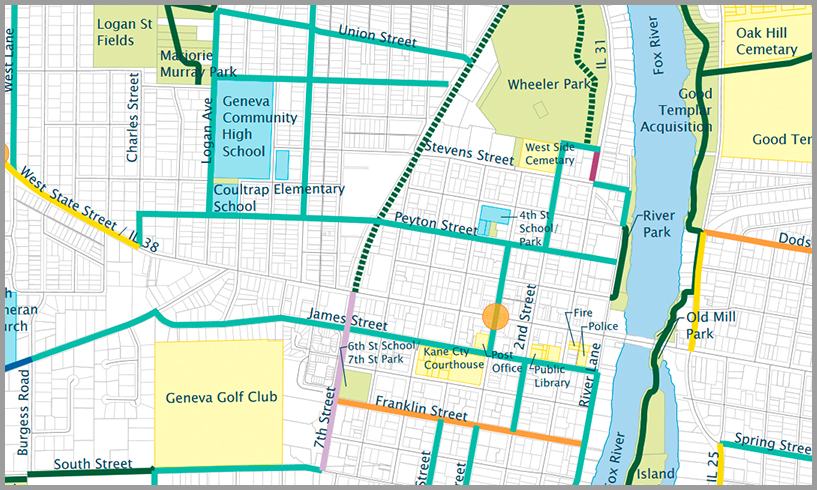 West Lane
Logan St
Fields
Marjorie
Murray Park
Union Street
IL 31
Fox River
Oak Hill
Cemetary
Charles Street
Logan Ave
Geneva
Community
High
School
Wheeler Park
Good
Templar
Acquisition
Good Ter
Stevens Street
West Side
Cemetary
West State Street / IL 38
Coultrap Elementary
School
Peyton Street
4th St
School/
Park
River
Park
Dods
h
heran
urch
James Street
2nd Street
Fire
Police
Old Mill
Park
6th St School/
7th St Park
Kane Cty
Courthouse
Post
Office
Public
Library
River Lane
Burgess Road
Geneva Golf Club
7th Street
Franklin Street
South Street
Street
reet
Fox River
Island
IL 25
Spring Stree